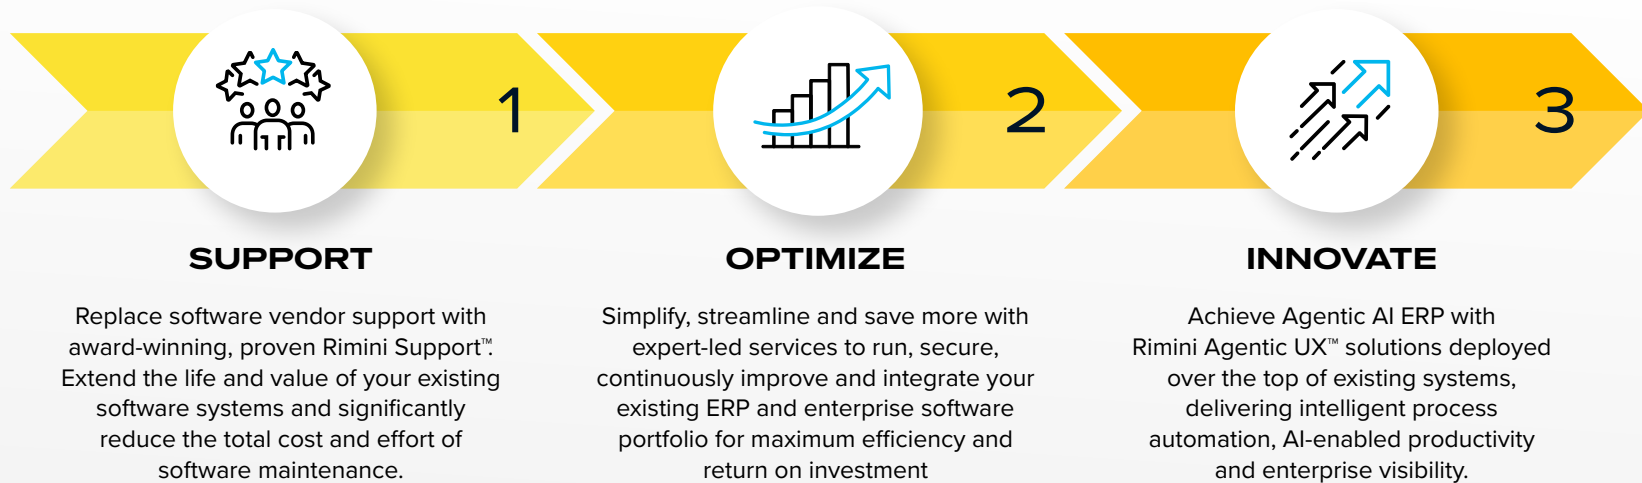 1
2
3
SUPPORT
Replace software vendor support with
award-winning, proven Rimini Support™.
Extend the life and value of your existing
software systems and significantly
reduce the total cost and effort of
software maintenance.
OPTIMIZE
Simplify, streamline and save more with
expert-led services to run, secure,
continuously improve and integrate your
existing ERP and enterprise software
portfolio for maximum efficiency and
return on investment
INNOVATE
Achieve Agentic AI ERP with
Rimini Agentic UX™ solutions deployed
over the top of existing systems,
delivering intelligent process
automation, AI-enabled productivity
and enterprise visibility.